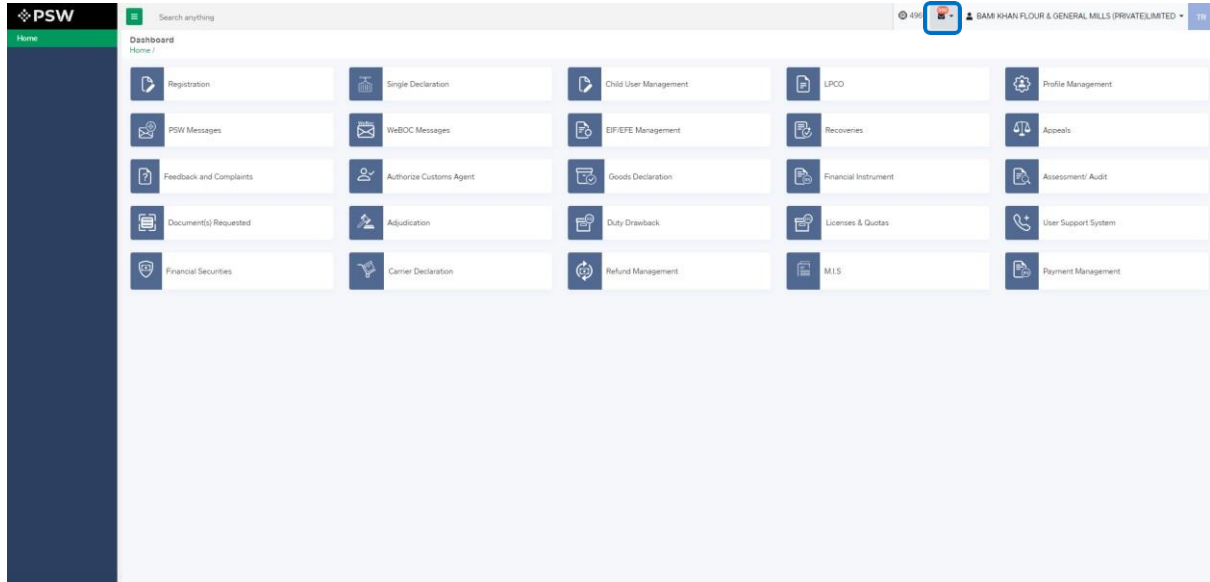 PSW
Search anything
496
BAMI KHAN FLOUR & GENERAL MILLS (PRIVATE)LIMITED
TR
Home
Dashboard
Home /
Registration
Single Declaration
Child User Management
LPCO
Profile Management
PSW Messages
WeBOC Messages
EIF/EFE Management
Recoveries
Appeals
Feedback and Complaints
Authorize Customs Agent
Goods Declaration
Financial Instrument
Assessment/ Audit
Document(s) Requested
Adjudication
Duty Drawback
Licenses & Quotas
User Support System
Financial Securities
Carrier Declaration
Refund Management
M.I.S
Payment Management